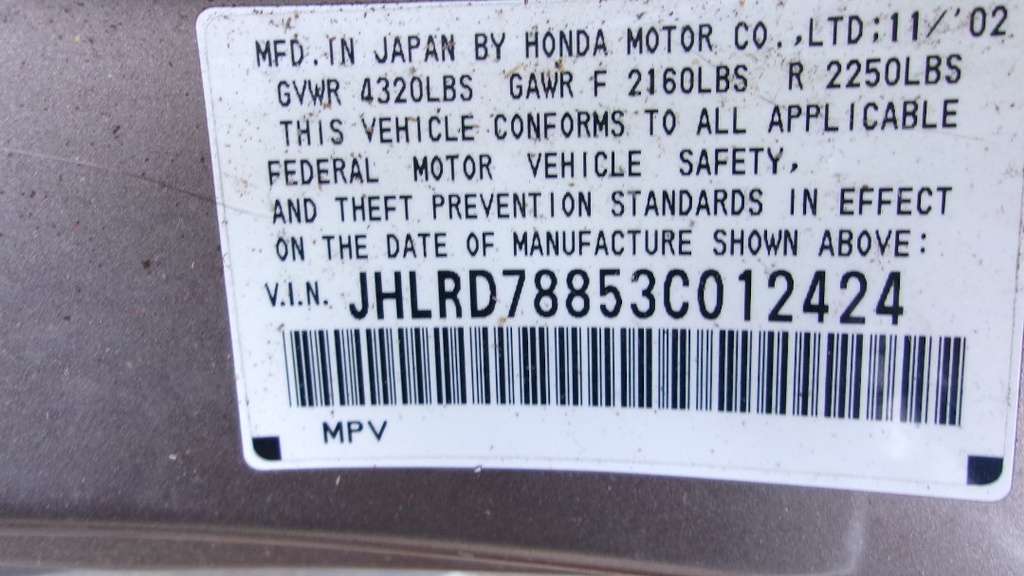 MFD. IN JAPAN BY HONDA MOTOR CO.,LTD;11/'02
GVWR 4320LBS GAWR F 2160LBS R 2250LBS
THIS VEHICLE CONFORMS TO ALL APPLICABLE
FEDERAL MOTOR VEHICLE SAFETY,
AND THEFT PREVENTION STANDARDS IN EFFECT
ON THE DATE OF MANUFACTURE SHOWN ABOVE:
V.I.N. JHLRD78853C012424
MPV